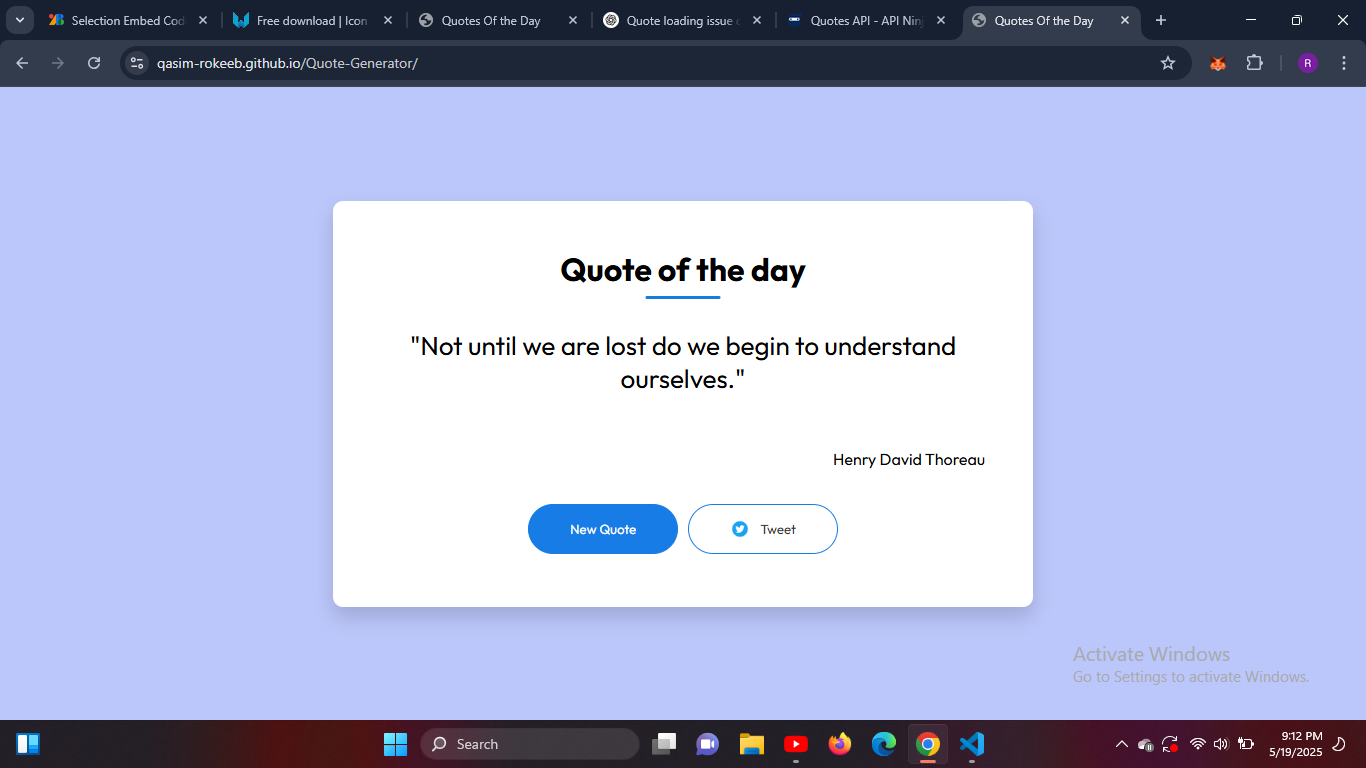 Selection Embed Cod
Free download | Icon
Quotes Of the Day
Quote loading issue
Quotes API - API Nin
Quotes Of the Day
qasim-rokeeb.github.io/Quote-Generator/
R
Quote of the day
"Not until we are lost do we begin to understand
ourselves."
Henry David Thoreau
New Quote
Tweet
Activate Windows
Go to Settings to activate Windows.
Search
9:12 PM
5/19/2025